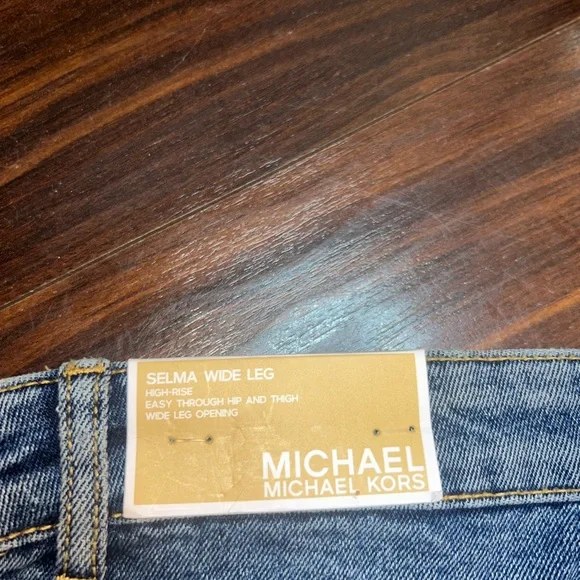 SELMA WIDE LEG
HIGH-RISE
EASY THROUGH HIP AND THIGH
WIDE LEG OPENING
MICHAEL
MICHAEL KORS